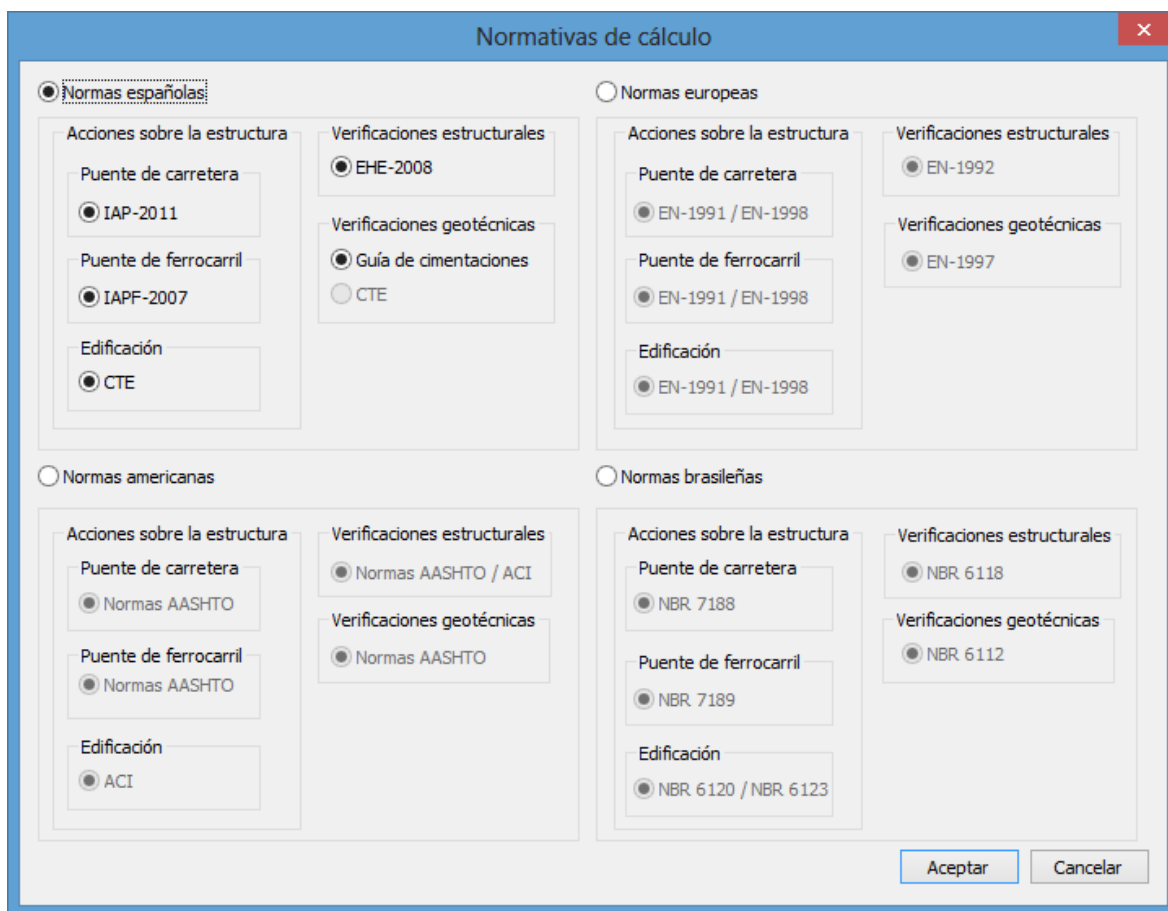 Normativas de cálculo
Normas españolas
Acciones sobre la estructura
Puente de carretera
IAP-2011
Puente de ferrocarril
IAPF-2007
Edificación
CTE
Verificaciones estructurales
EHE-2008
Verificaciones geotécnicas
Guía de cimentaciones
CTE
Normas europeas
Acciones sobre la estructura
Puente de carretera
EN-1991 / EN-1998
Puente de ferrocarril
EN-1991 / EN-1998
Edificación
EN-1991 / EN-1998
Verificaciones estructurales
EN-1992
Verificaciones geotécnicas
EN-1997
Normas americanas
Acciones sobre la estructura
Puente de carretera
Normas AASHTO
Puente de ferrocarril
Normas AASHTO
Edificación
ACI
Verificaciones estructurales
Normas AASHTO / ACI
Verificaciones geotécnicas
Normas AASHTO
Normas brasileñas
Acciones sobre la estructura
Puente de carretera
NBR 7188
Puente de ferrocarril
NBR 7189
Edificación
NBR 6120 / NBR 6123
Verificaciones estructurales
NBR 6118
Verificaciones geotécnicas
NBR 6112
Aceptar
Cancelar